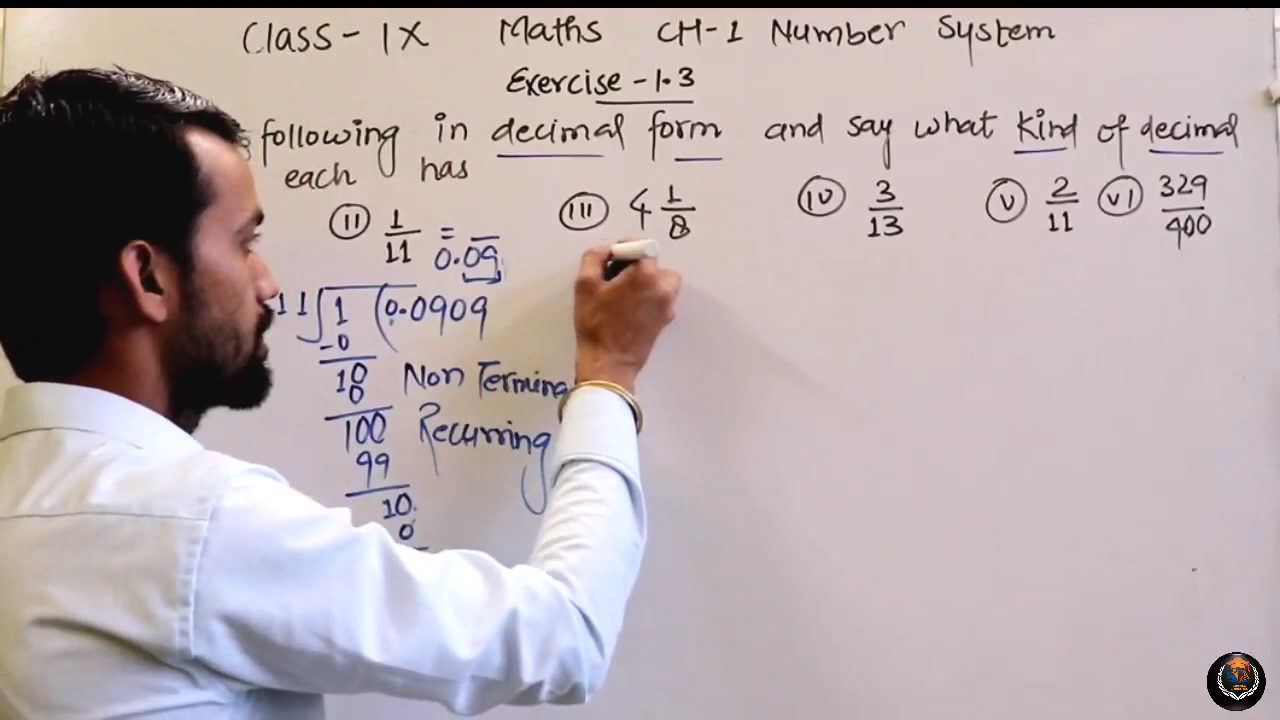 Class - IX Maths CH-1 Number System
Exercise - 1.3
following in decimal form and say what kind of decimal
each has
(II) 1/11 = 0.0̅9̅
(III) 4 1/8
(IV) 3/13
(V) 2/11
(VI) 329/400
11 1 (0.0909
-0
10
0
100
99
10
0
Non
Recurring